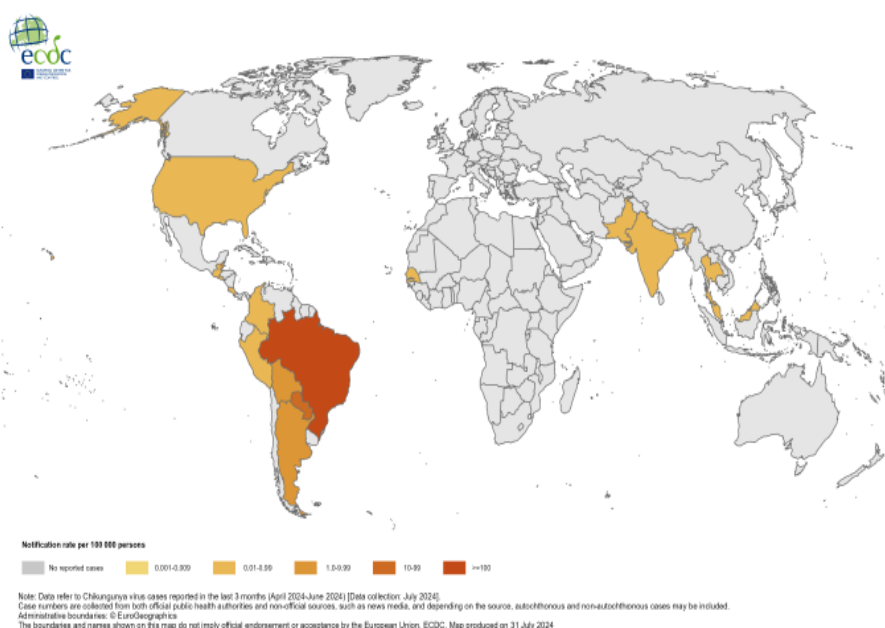 ecdc
Notification rate per 100 000 persons
No reported cases 0.001-0.009 0.01-0.99 1.0-9.99 10-99 >=100
Note: Data refer to Chikungunya virus cases reported in the last 3 months (April 2024-June 2024) [Data collection: July 2024].
Case numbers are collected from both official public health authorities and non-official sources, such as news media, and depending on the source, autochthonous and non-autochthonous cases may be included.
Administrative boundaries: © EuroGeographics
The boundaries and names shown on this map do not imply official endorsement or acceptance by the European Union. ECDC. Map produced on 31 July 2024